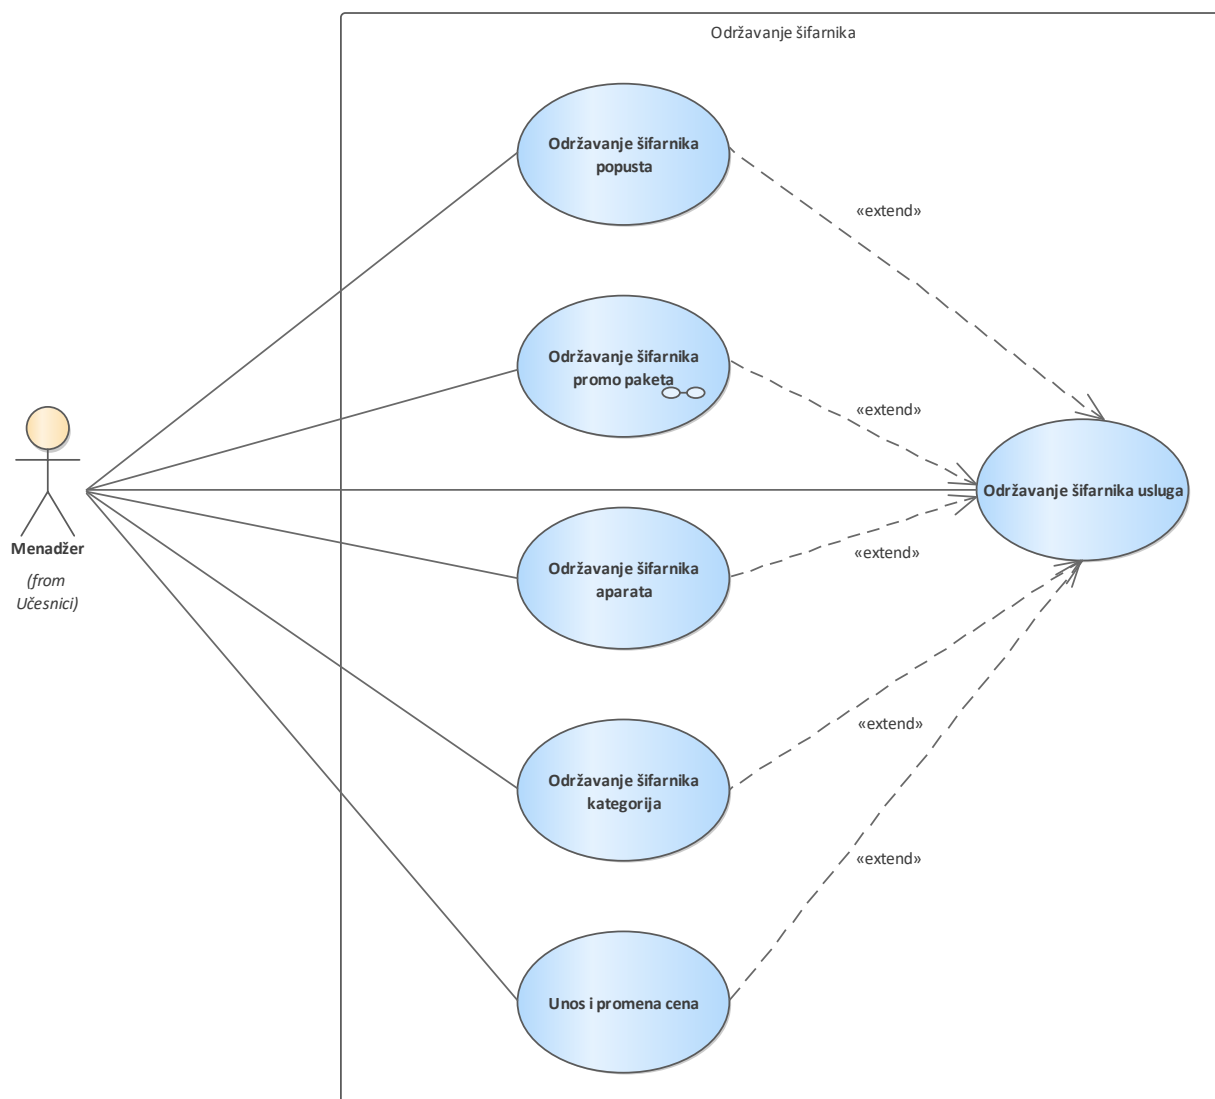 Održavanje šifarnika
Održavanje šifarnika
popusta
«extend»
Održavanje šifarnika
promo paketa
«extend»
Održavanje šifarnika usluga
Menadžer
(from
Učesnici)
Održavanje šifarnika
aparata
«extend»
Održavanje šifarnika
kategorija
«extend»
«extend»
Unos i promena cena